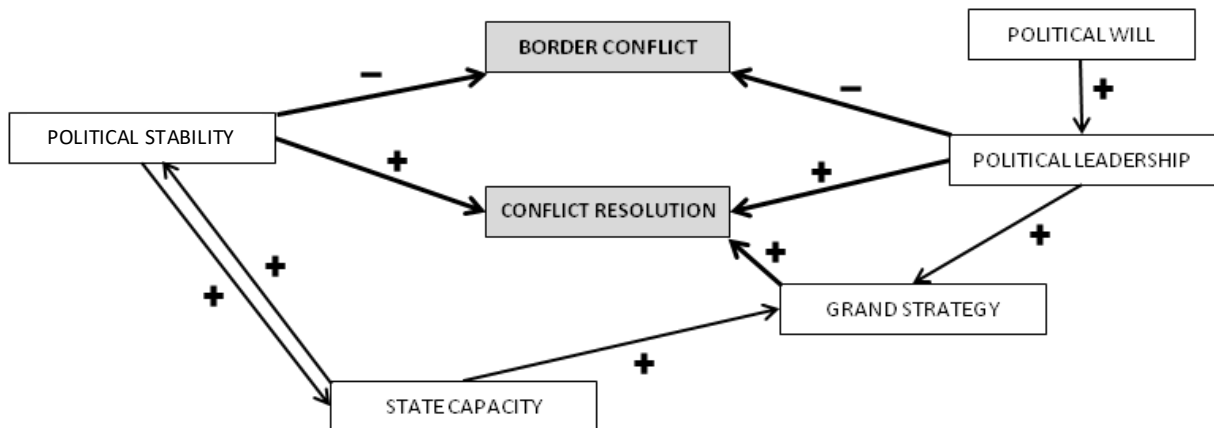 BORDER CONFLICT
POLITICAL WILL
−
−
+
POLITICAL STABILITY
+
+
POLITICAL LEADERSHIP
CONFLICT RESOLUTION
+
+
+
+
GRAND STRATEGY
+
STATE CAPACITY